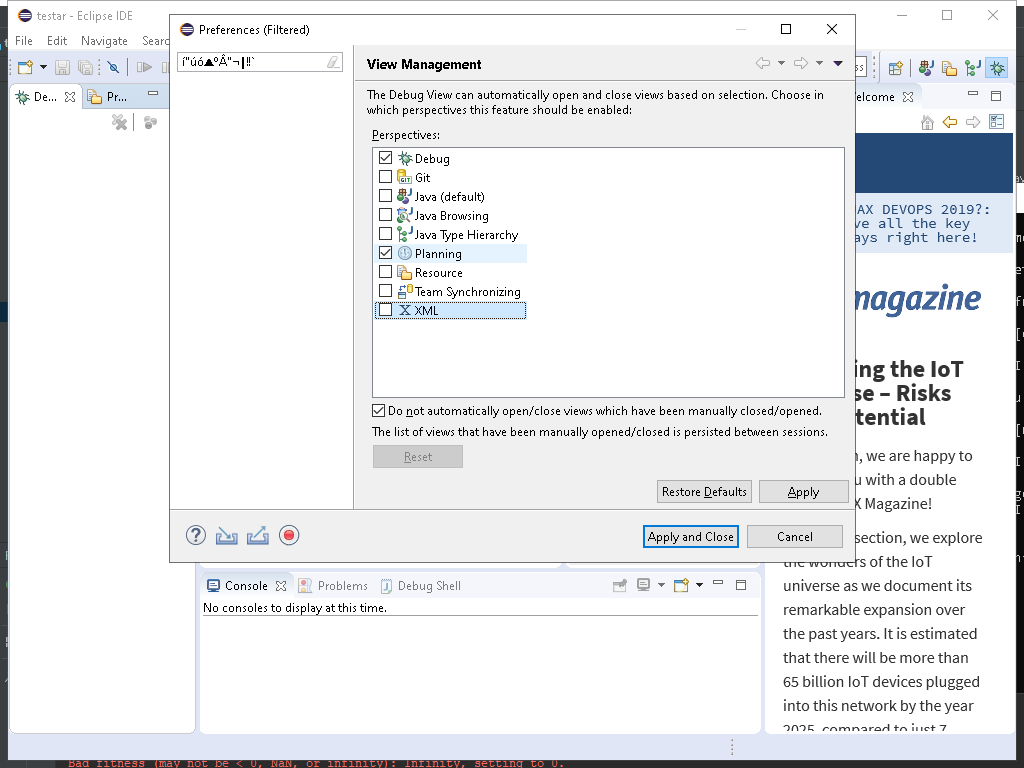 testar - Eclipse IDE
File Edit Navigate Searc
De... Pr...
Preferences (Filtered)
View Management
The Debug View can automatically open and close views based on selection. Choose in
which perspectives this feature should be enabled:
Perspectives:
Debug
Git
Java (default)
Java Browsing
Java Type Hierarchy
Planning
Resource
Team Synchronizing
XML
Do not automatically open/close views which have been manually closed/opened.
The list of views that have been manually opened/closed is persisted between sessions.
Reset
Restore Defaults Apply
Apply and Close Cancel
elcome
AX DEVOPS 2019?:
ve all the key
ays right here!
magazine
ing the IoT
se – Risks
tential
n, we are happy to
u with a double
X Magazine!
section, we explore
the wonders of the IoT
universe as we document its
remarkable expansion over
the past years. It is estimated
that there will be more than
65 billion IoT devices plugged
into this network by the year
2025, compared to just 7
Console Problems Debug Shell
No consoles to display at this time.
Bad fitness (may not be < 0, NaN, or infinity): Infinity, setting to 0.